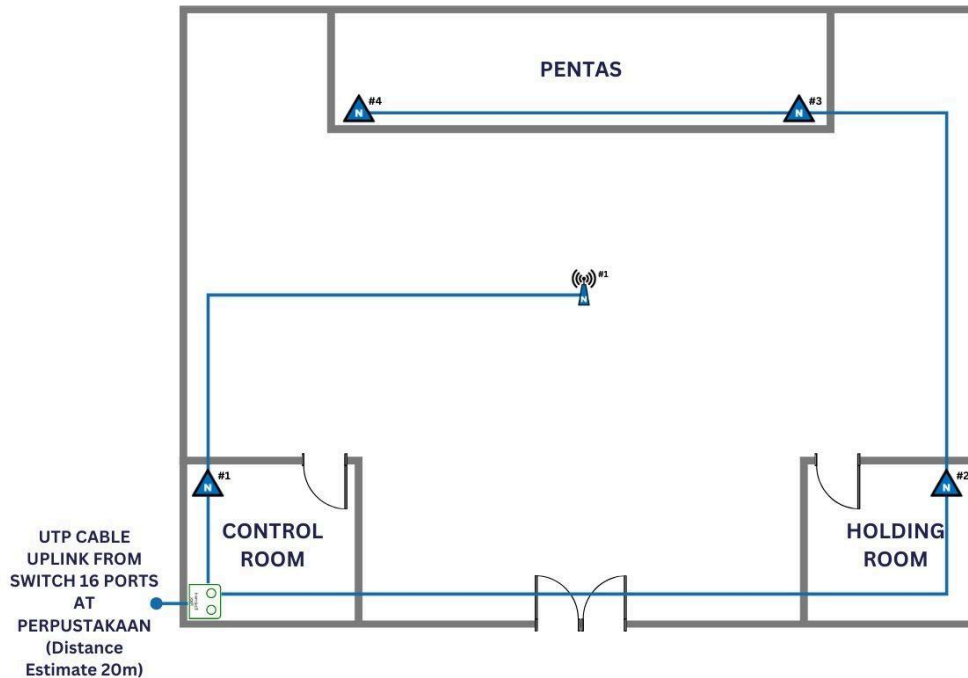 PENTAS
#4
#3
#1
#1
#2
N
N
N
N
N
CONTROL
ROOM
HOLDING
ROOM
UTP CABLE
UPLINK FROM
SWITCH 16 PORTS
AT
PERPUSTAKAAN
(Distance
Estimate 20m)